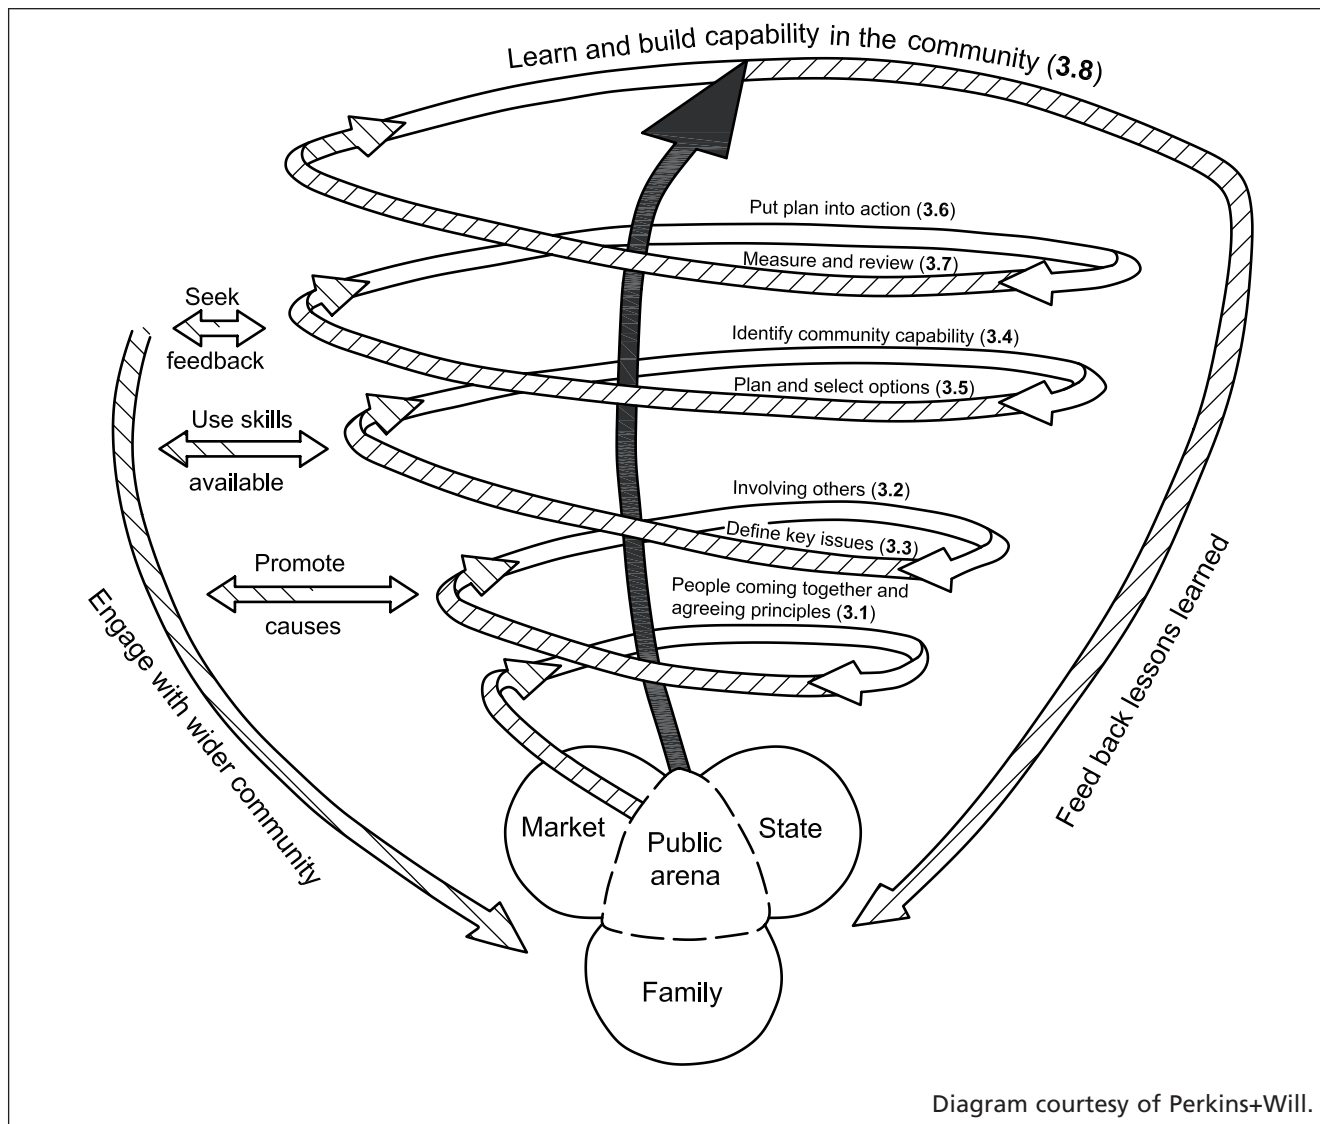 Learn and build capability in the community (3.8)
Put plan into action (3.6)
Measure and review (3.7)
Seek
feedback
Identify community capability (3.4)
Plan and select options (3.5)
Use skills
available
Involving others (3.2)
Define key issues (3.3)
Promote
causes
People coming together and
agreeing principles (3.1)
Engage with wider community
Feed back lessons learned
Market
Public
arena
State
Family
Diagram courtesy of Perkins+Will.